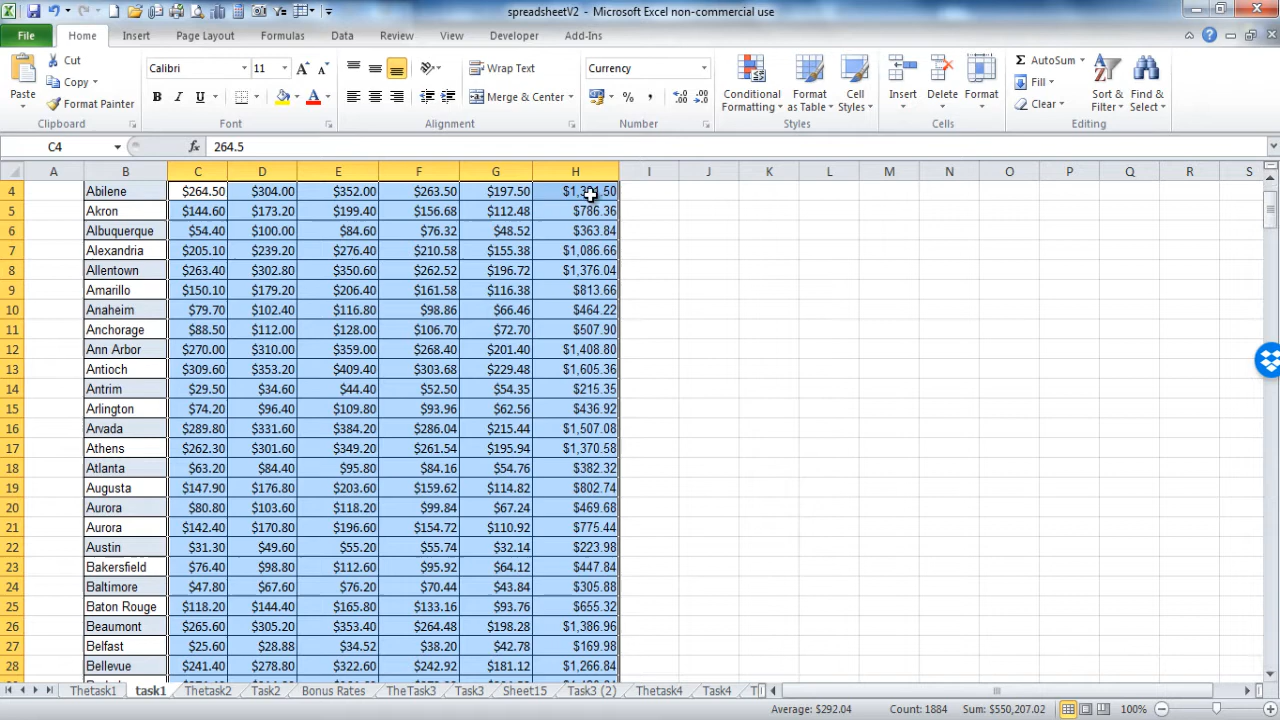 spreadsheetV2 - Microsoft Excel non-commercial use
File Home Insert Page Layout Formulas Data Review View Developer Add-Ins
Cut
Copy
Format Painter
Paste
Clipboard
Calibri 11
B I U
Font
Wrap Text
Merge & Center
Alignment
Currency
Number
Conditional Formatting
Format as Table
Cell Styles
Styles
Insert Delete Format
Cells
AutoSum
Fill
Clear
Sort & Filter
Find & Select
Editing
C4 fx 264.5
A B C D E F G H I J K L M N O P Q R S
4 Abilene $264.50 $304.00 $352.00 $263.50 $197.50
5 Akron $144.60 $173.20 $199.40 $156.68 $112.48 $786.36
6 Albuquerque $54.40 $100.00 $84.60 $76.32 $48.52 $363.84
7 Alexandria $205.10 $239.20 $276.40 $210.58 $155.38 $1,086.66
8 Allentown $263.40 $302.80 $350.60 $262.52 $196.72 $1,376.04
9 Amarillo $150.10 $179.20 $206.40 $161.58 $116.38 $813.66
10 Anaheim $79.70 $102.40 $116.80 $98.86 $66.46 $464.22
11 Anchorage $88.50 $112.00 $128.00 $106.70 $72.70 $507.90
12 Ann Arbor $270.00 $310.00 $359.00 $268.40 $201.40 $1,408.80
13 Antioch $309.60 $353.20 $409.40 $303.68 $229.48 $1,605.36
14 Antrim $29.50 $34.60 $44.40 $52.50 $54.35 $215.35
15 Arlington $74.20 $96.40 $109.80 $93.96 $62.56 $436.92
16 Arvada $289.80 $331.60 $384.20 $286.04 $215.44 $1,507.08
17 Athens $262.30 $301.60 $349.20 $261.54 $195.94 $1,370.58
18 Atlanta $63.20 $84.40 $95.80 $84.16 $54.76 $382.32
19 Augusta $147.90 $176.80 $203.60 $159.62 $114.82 $802.74
20 Aurora $80.80 $103.60 $118.20 $99.84 $67.24 $469.68
21 Aurora $142.40 $170.80 $196.60 $154.72 $110.92 $775.44
22 Austin $31.30 $49.60 $55.20 $55.74 $32.14 $223.98
23 Bakersfield $76.40 $98.80 $112.60 $95.92 $64.12 $447.84
24 Baltimore $47.80 $67.60 $76.20 $70.44 $43.84 $305.88
25 Baton Rouge $118.20 $144.40 $165.80 $133.16 $93.76 $655.32
26 Beaumont $265.60 $305.20 $353.40 $264.48 $198.28 $1,386.96
27 Belfast $25.60 $28.88 $34.52 $38.20 $42.78 $169.98
28 Bellevue $241.40 $278.80 $322.60 $242.92 $181.12 $1,266.84
Thetask1 task1 Thetask2 Task2 Bonus Rates TheTask3 Task3 Sheet15 Task3 (2) Thetask4 Task4
Average: $292.04 Count: 1884 Sum: $550,207.02 100%